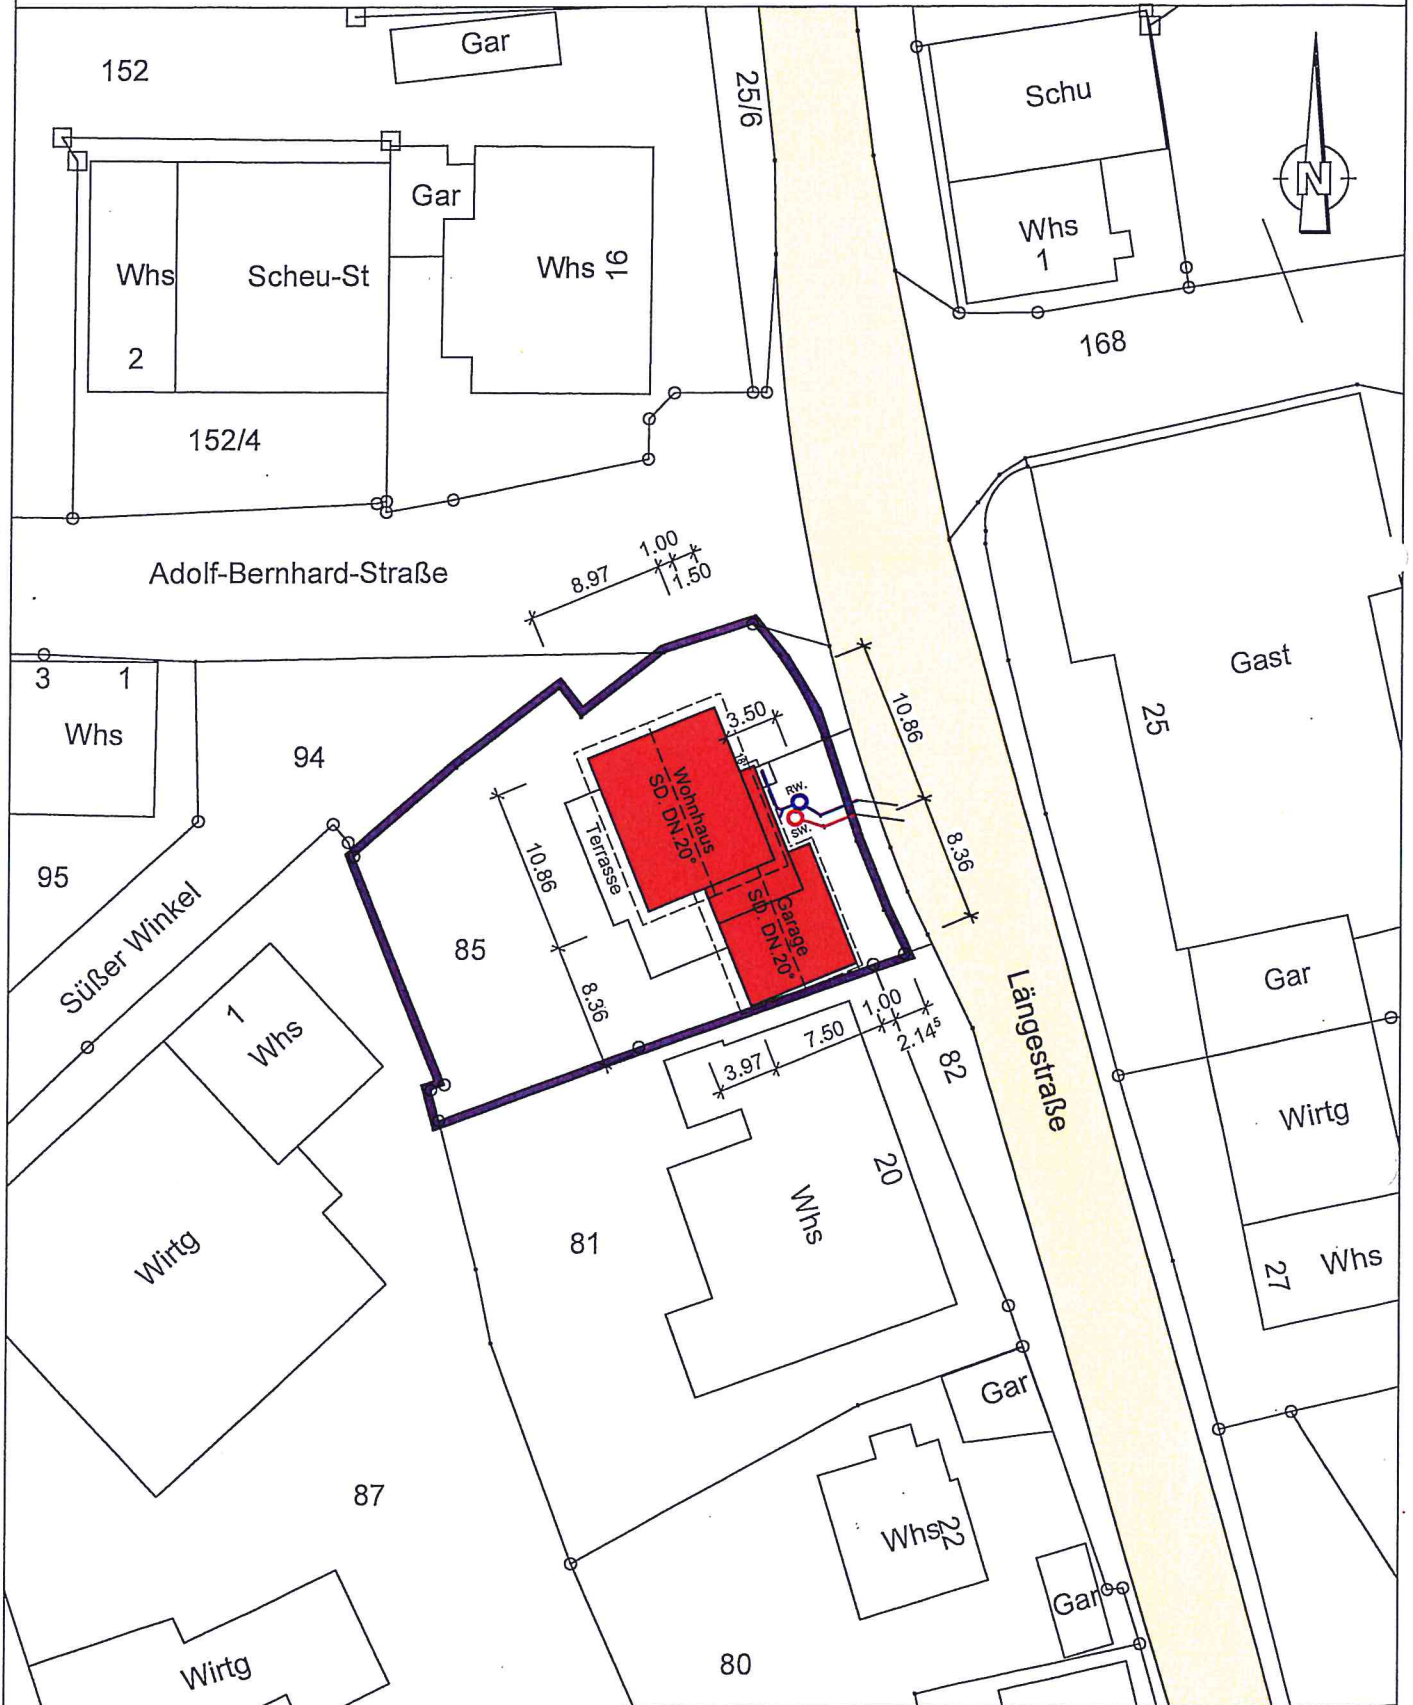 Gar
152
25/6
Schu
N
Gar
Whs
1
Whs
Scheu-St
Whs
16
2
168
152/4
1.00
8.97
1.50
Adolf-Bernhard-Straße
Gast
3
1
Whs
25
94
10.86
3.50
Wohnhaus
SD. DN.20°
RW.
SW.
8.36
Terrasse
10.86
95
Süßer Winkel
85
Garage
SD. DN.20°
8.36
Längestraße
Gar
1.00
7.50
2.14⁵
3.97
82
1
Whs
Wirtg
20
Whs
81
Wirtg
27
Whs
Gar
87
Whs
22
Gar
Wirtg
80